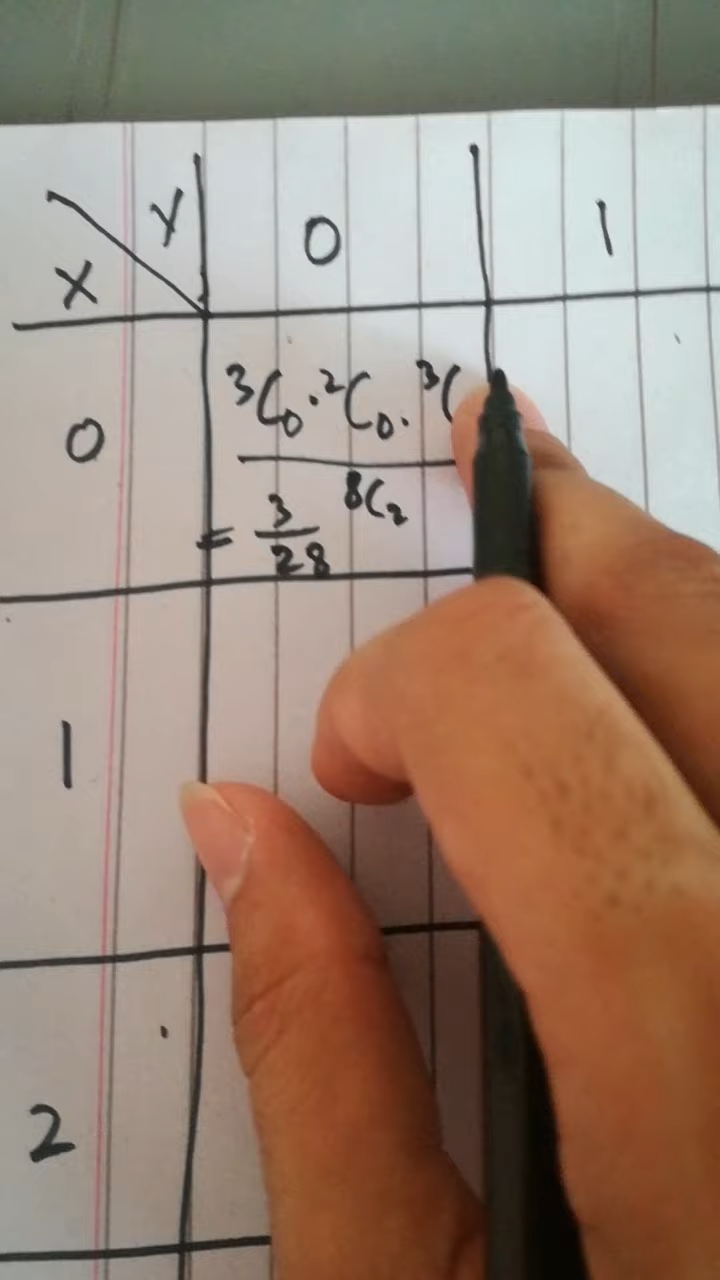 Y 0 1
X
0 ³C₀.²C₀.³C
⁸C₂
= 3/28
1
2